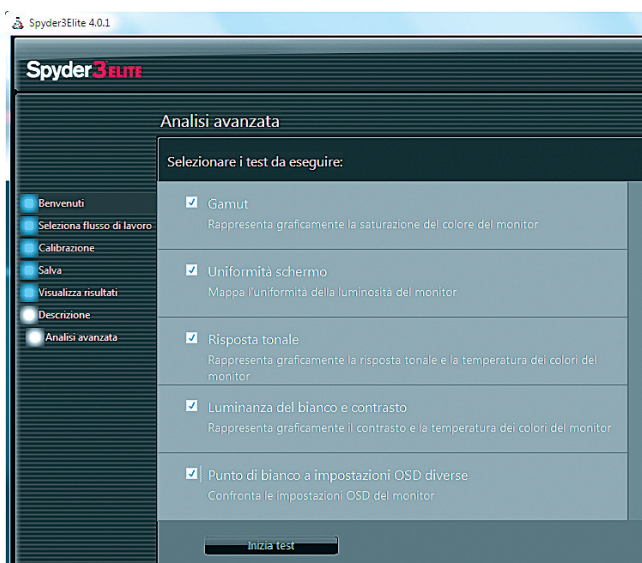 Spyder3Elite 4.0.1
Spyder3ELITE
Analisi avanzata
Selezionare i test da eseguire:
Benvenuti
Seleziona flusso di lavoro
Calibrazione
Salva
Visualizza risultati
Descrizione
Analisi avanzata
Gamut
Rappresenta graficamente la saturazione del colore del monitor
Uniformità schermo
Mappa l'uniformità della luminosità del monitor
Risposta tonale
Rappresenta graficamente la risposta tonale e la temperatura dei colori del
monitor
Luminanza del bianco e contrasto
Rappresenta graficamente il contrasto e la temperatura dei colori del monitor
Punto di bianco a impostazioni OSD diverse
Confronta le impostazioni OSD del monitor
Inizia test